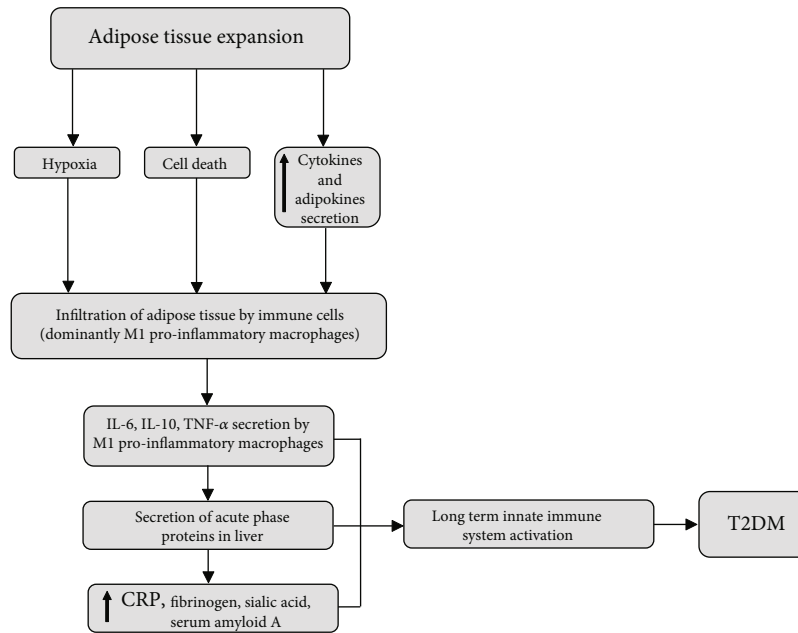 Adipose tissue expansion
Hypoxia
Cell death
Cytokines
and
adipokines
secretion
Infiltration of adipose tissue by immune cells
(dominantly M1 pro-inflammatory macrophages)
IL-6, IL-10, TNF-α secretion by
M1 pro-inflammatory macrophages
Secretion of acute phase
proteins in liver
Long term innate immune
system activation
T2DM
CRP, fibrinogen, sialic acid,
serum amyloid A